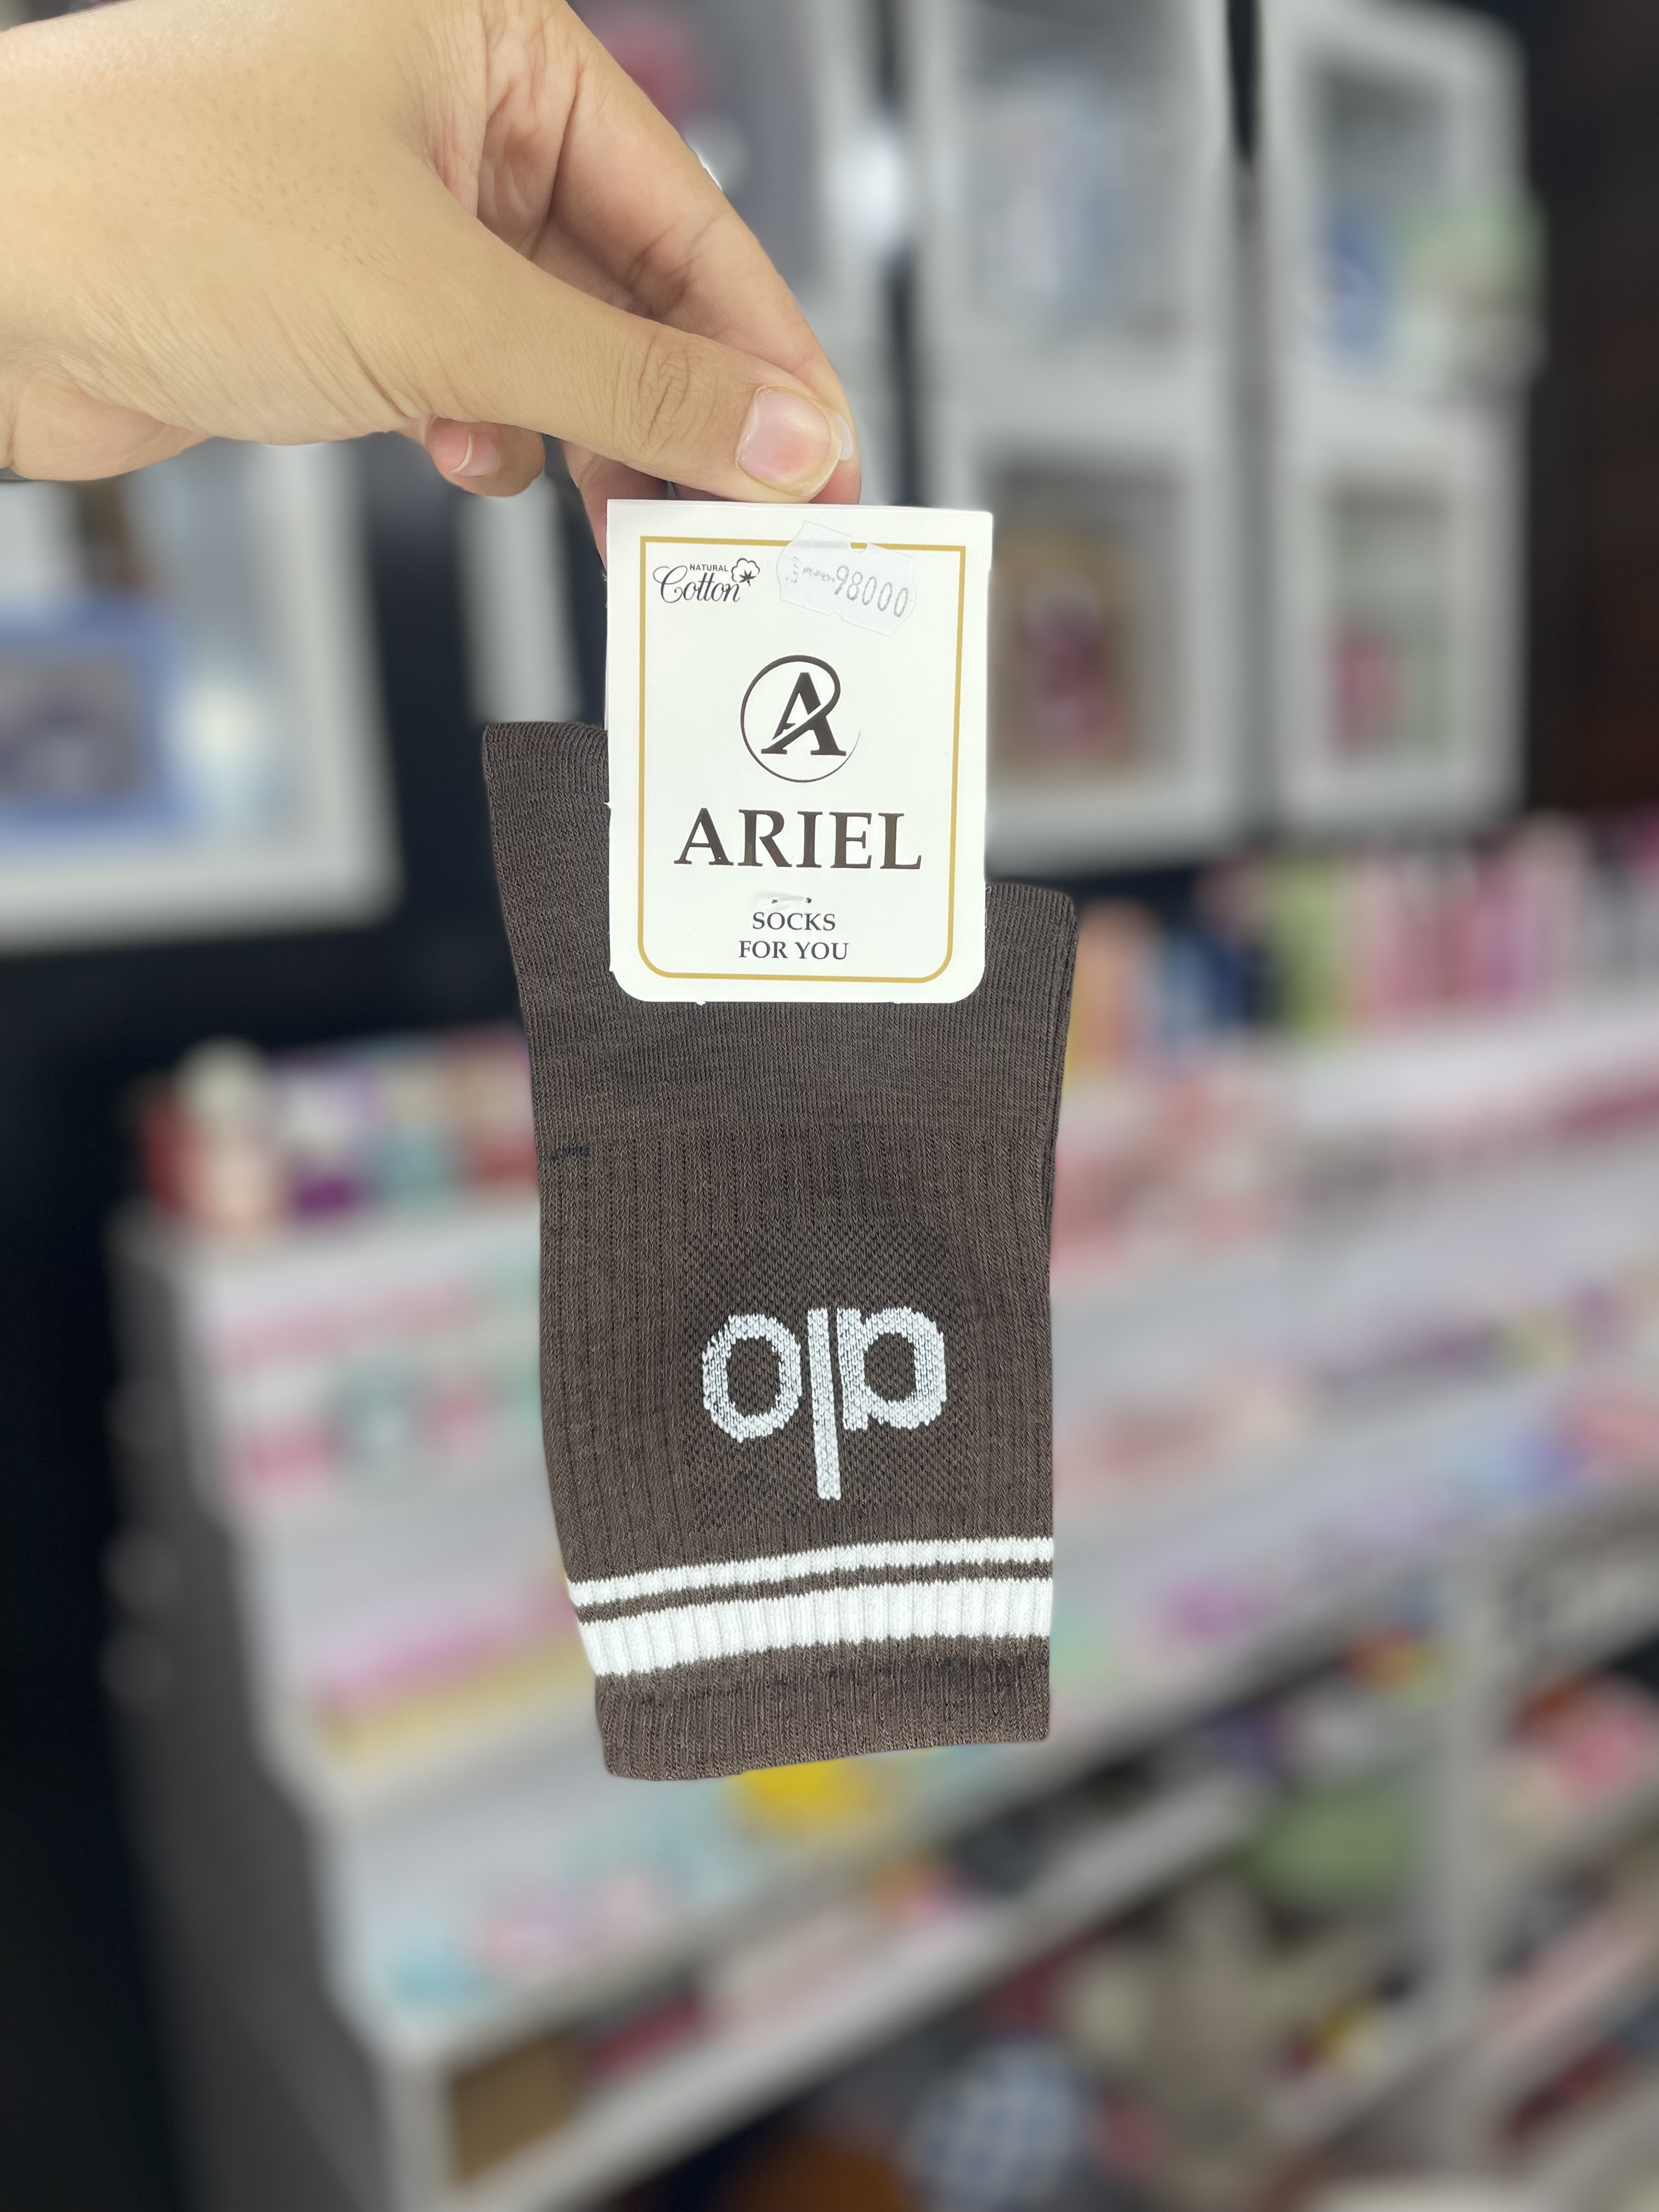 NATURAL
Cotton
98000
A
ARIEL
SOCKS
FOR YOU
alo